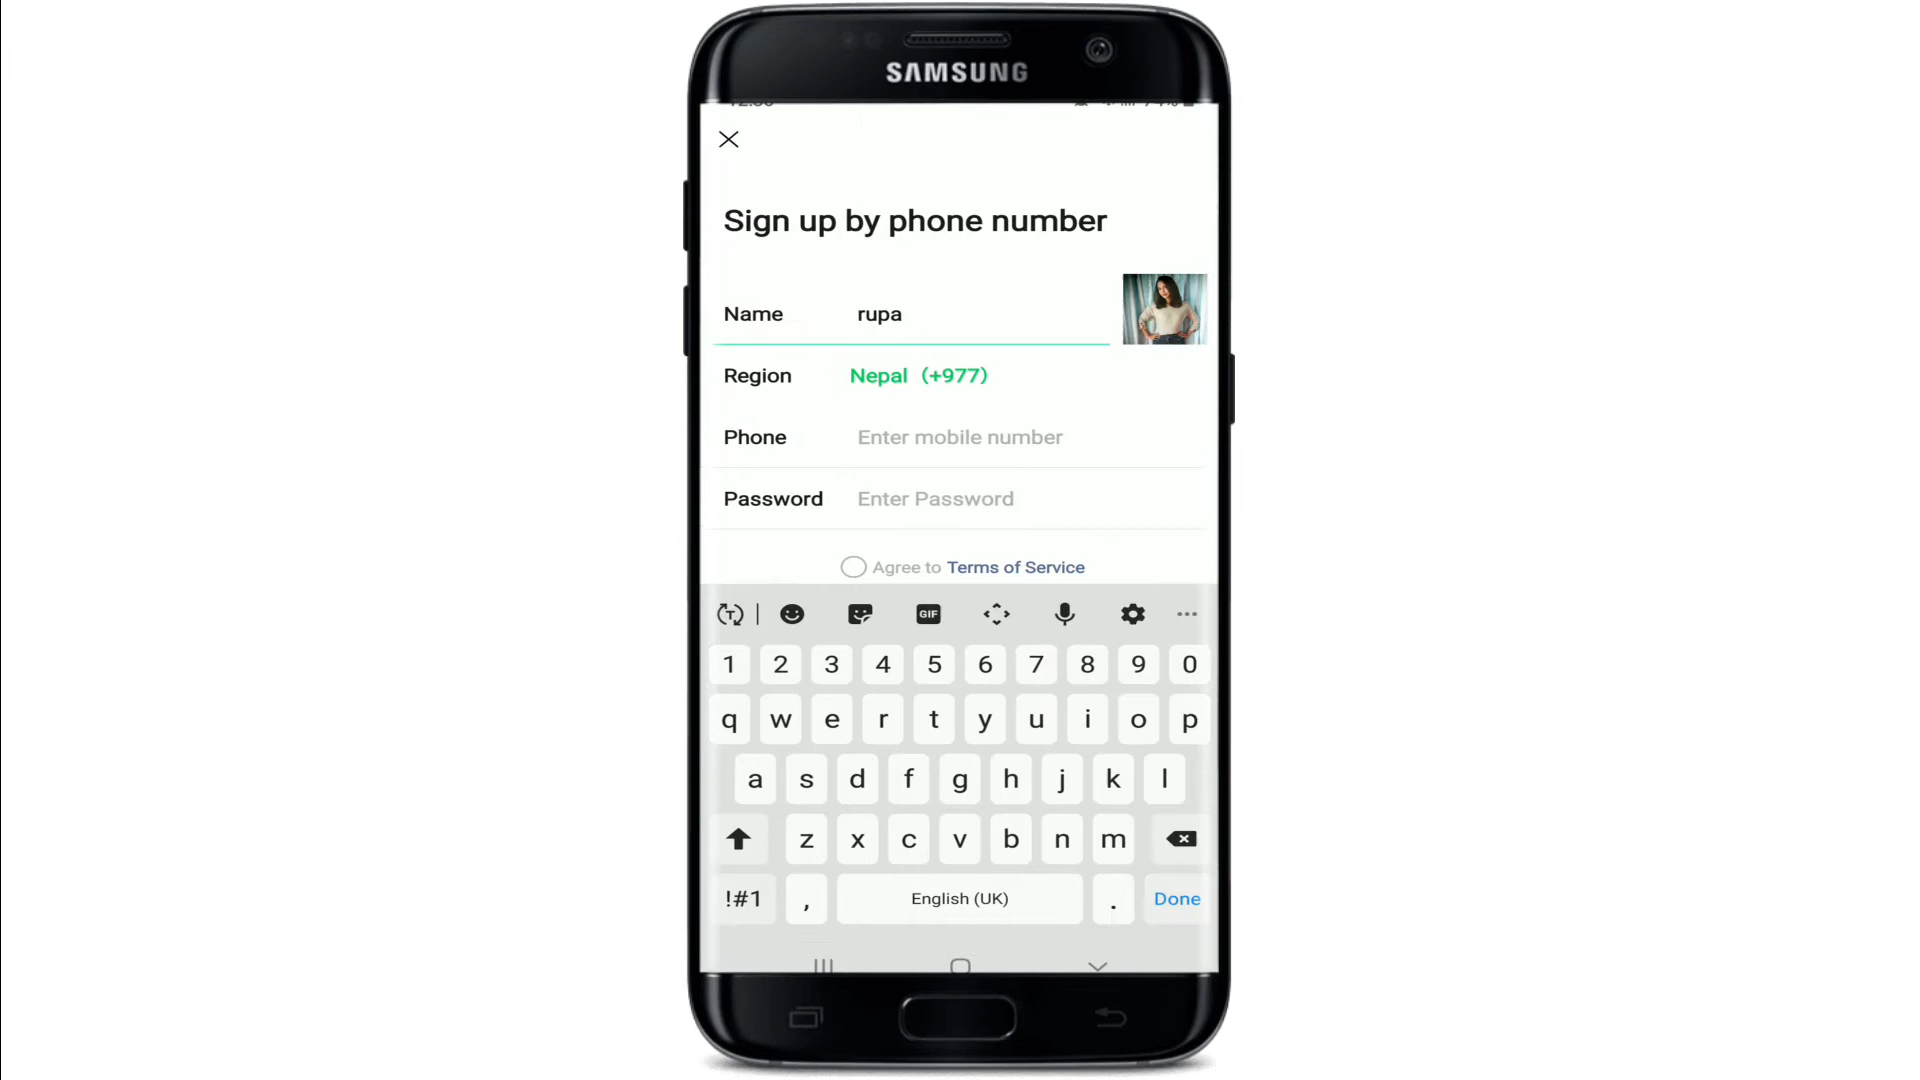 SAMSUNG
Sign up by phone number
Name rupa
Region Nepal (+977)
Phone Enter mobile number
Password Enter Password
Agree to Terms of Service
GIF
1 2 3 4 5 6 7 8 9 0
q w e r t y u i o p
a s d f g h j k l
z x c v b n m
!#1 , English (UK) . Done